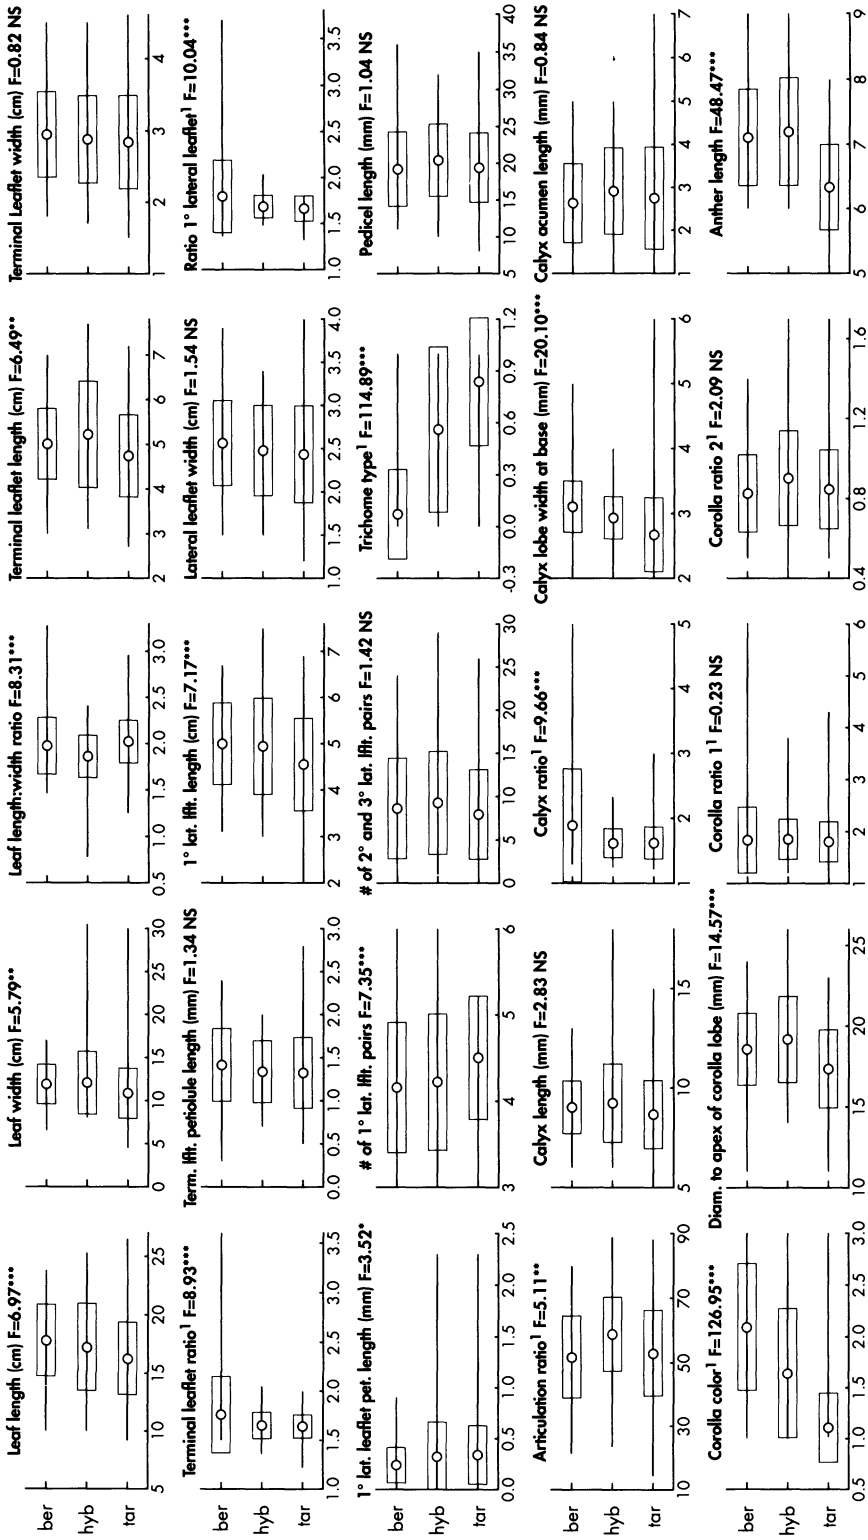 Leaf length (cm) F=6.97***
Leaf width (cm) F=5.79**
Leaf length:width ratio F=8.31***
Terminal leaflet length (cm) F=6.49**
Terminal Leaflet width (cm) F=0.82 NS
ber
hyb
tar
5 10 15 20 25
0 5 10 15 20 25 30
0.5 1.0 1.5 2.0 2.5 3.0
2 3 4 5 6 7
1 2 3 4
Terminal leaflet ratio¹ F=8.93***
Term. lflt. petiolule length (mm) F=1.34 NS
1° lat. lflt. length (cm) F=7.17***
Lateral leaflet width (cm) F=1.54 NS
Ratio 1° lateral leaflet¹ F=10.04***
ber
hyb
tar
1.0 1.5 2.0 2.5 3.0 3.5
0.0 0.5 1.0 1.5 2.0 2.5 3.0
2 3 4 5 6 7
1.0 1.5 2.0 2.5 3.0 3.5 4.0
1.0 1.5 2.0 2.5 3.0 3.5
1° lat. leaflet pet. length (mm) F=3.52*
# of 1° lat. lflt. pairs F=7.35***
# of 2° and 3° lat. lflt. pairs F=1.42 NS
Trichome type¹ F=114.89***
Pedicel length (mm) F=1.04 NS
ber
hyb
tar
0.0 0.5 1.0 1.5 2.0 2.5
3 4 5 6
0 5 10 15 20 25 30
-0.3 0.0 0.3 0.6 0.9 1.2
5 10 15 20 25 30 35 40
Articulation ratio¹ F=5.11**
Calyx length (mm) F=2.83 NS
Calyx ratio¹ F=9.66***
Calyx lobe width at base (mm) F=20.10***
Calyx acumen length (mm) F=0.84 NS
ber
hyb
tar
10 30 50 70 90
5 10 15
1 2 3 4 5 6
2 3 4 5 6
1 2 3 4 5 6 7
Corolla color¹ F=126.95***
Diam. to apex of corolla lobe (mm) F=14.57***
Corolla ratio 1¹ F=0.23 NS
Corolla ratio 2¹ F=2.09 NS
Anther length F=48.47***
ber
hyb
tar
0.5 1.0 1.5 2.0 2.5 3.0
10 15 20 25
1 2 3 4 5 6
0.4 0.8 1.2 1.6
5 6 7 8 9